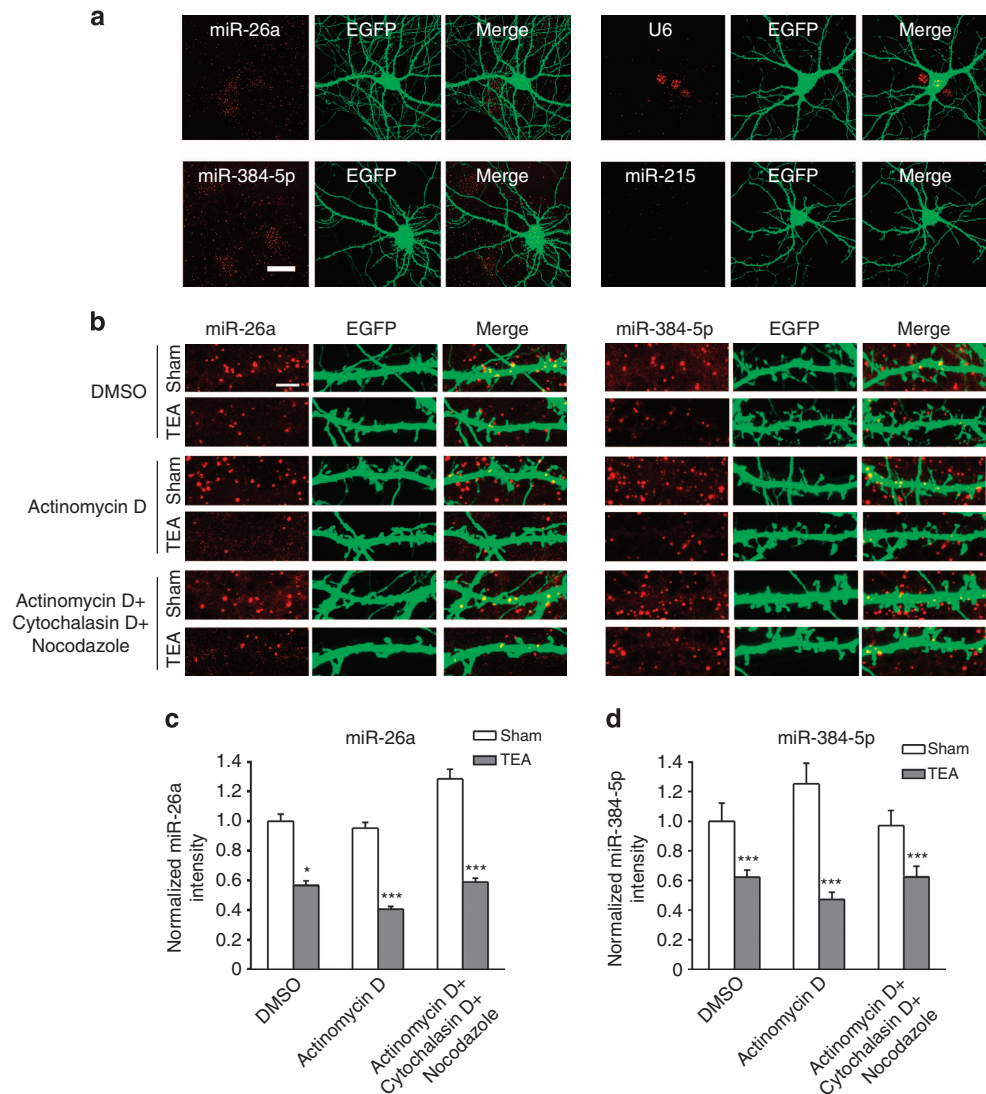 a
miR-26a EGFP Merge U6 EGFP Merge
miR-384-5p EGFP Merge miR-215 EGFP Merge
b
miR-26a EGFP Merge miR-384-5p EGFP Merge
DMSO
Sham
TEA
Actinomycin D
Sham
TEA
Actinomycin D+
Cytochalasin D+
Nocodazole
Sham
TEA
c
miR-26a
Sham
TEA
Normalized miR-26a
intensity
1.4
1.2
1.0
0.8
0.6
0.4
0.2
0
*
***
***
DMSO
Actinomycin D
Actinomycin D+
Cytochalasin D+
Nocodazole
d
miR-384-5p
Sham
TEA
Normalized miR-384-5p
intensity
1.4
1.2
1.0
0.8
0.6
0.4
0.2
0
***
***
***
DMSO
Actinomycin D
Actinomycin D+
Cytochalasin D+
Nocodazole